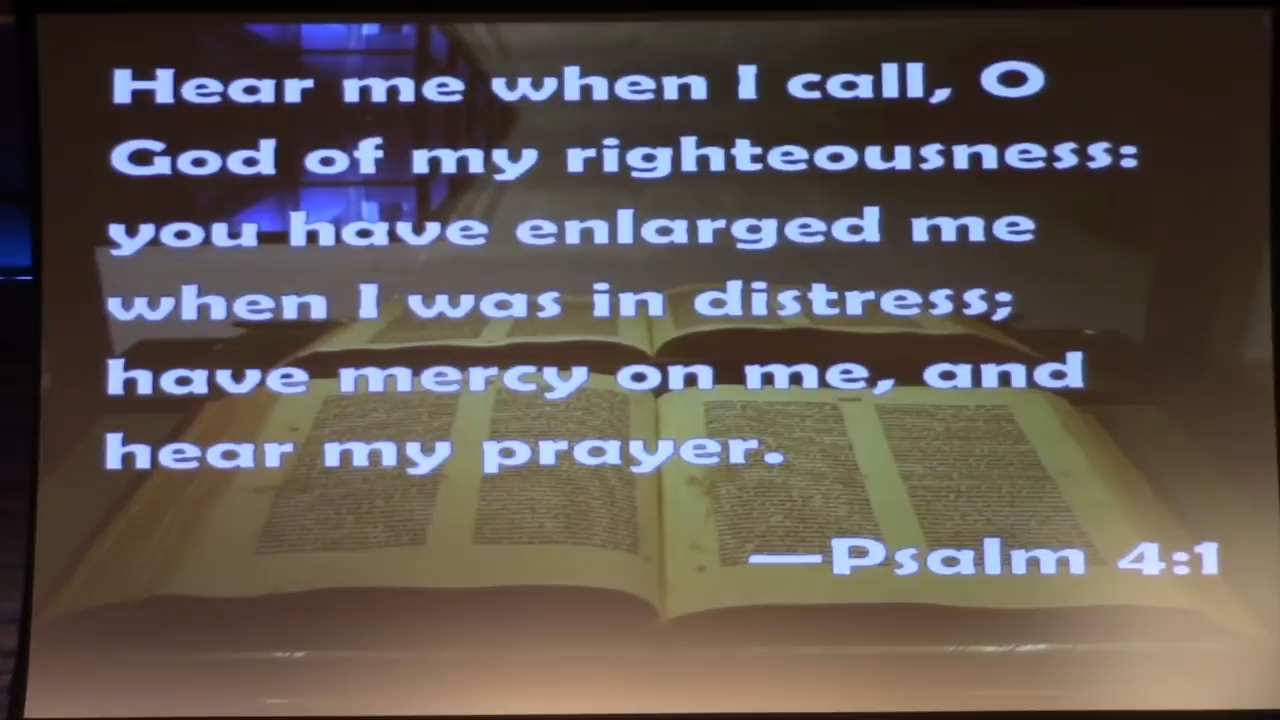 Hear me when I call, O
God of my righteousness:
you have enlarged me
when I was in distress;
have mercy on me, and
hear my prayer.
—Psalm 4:1